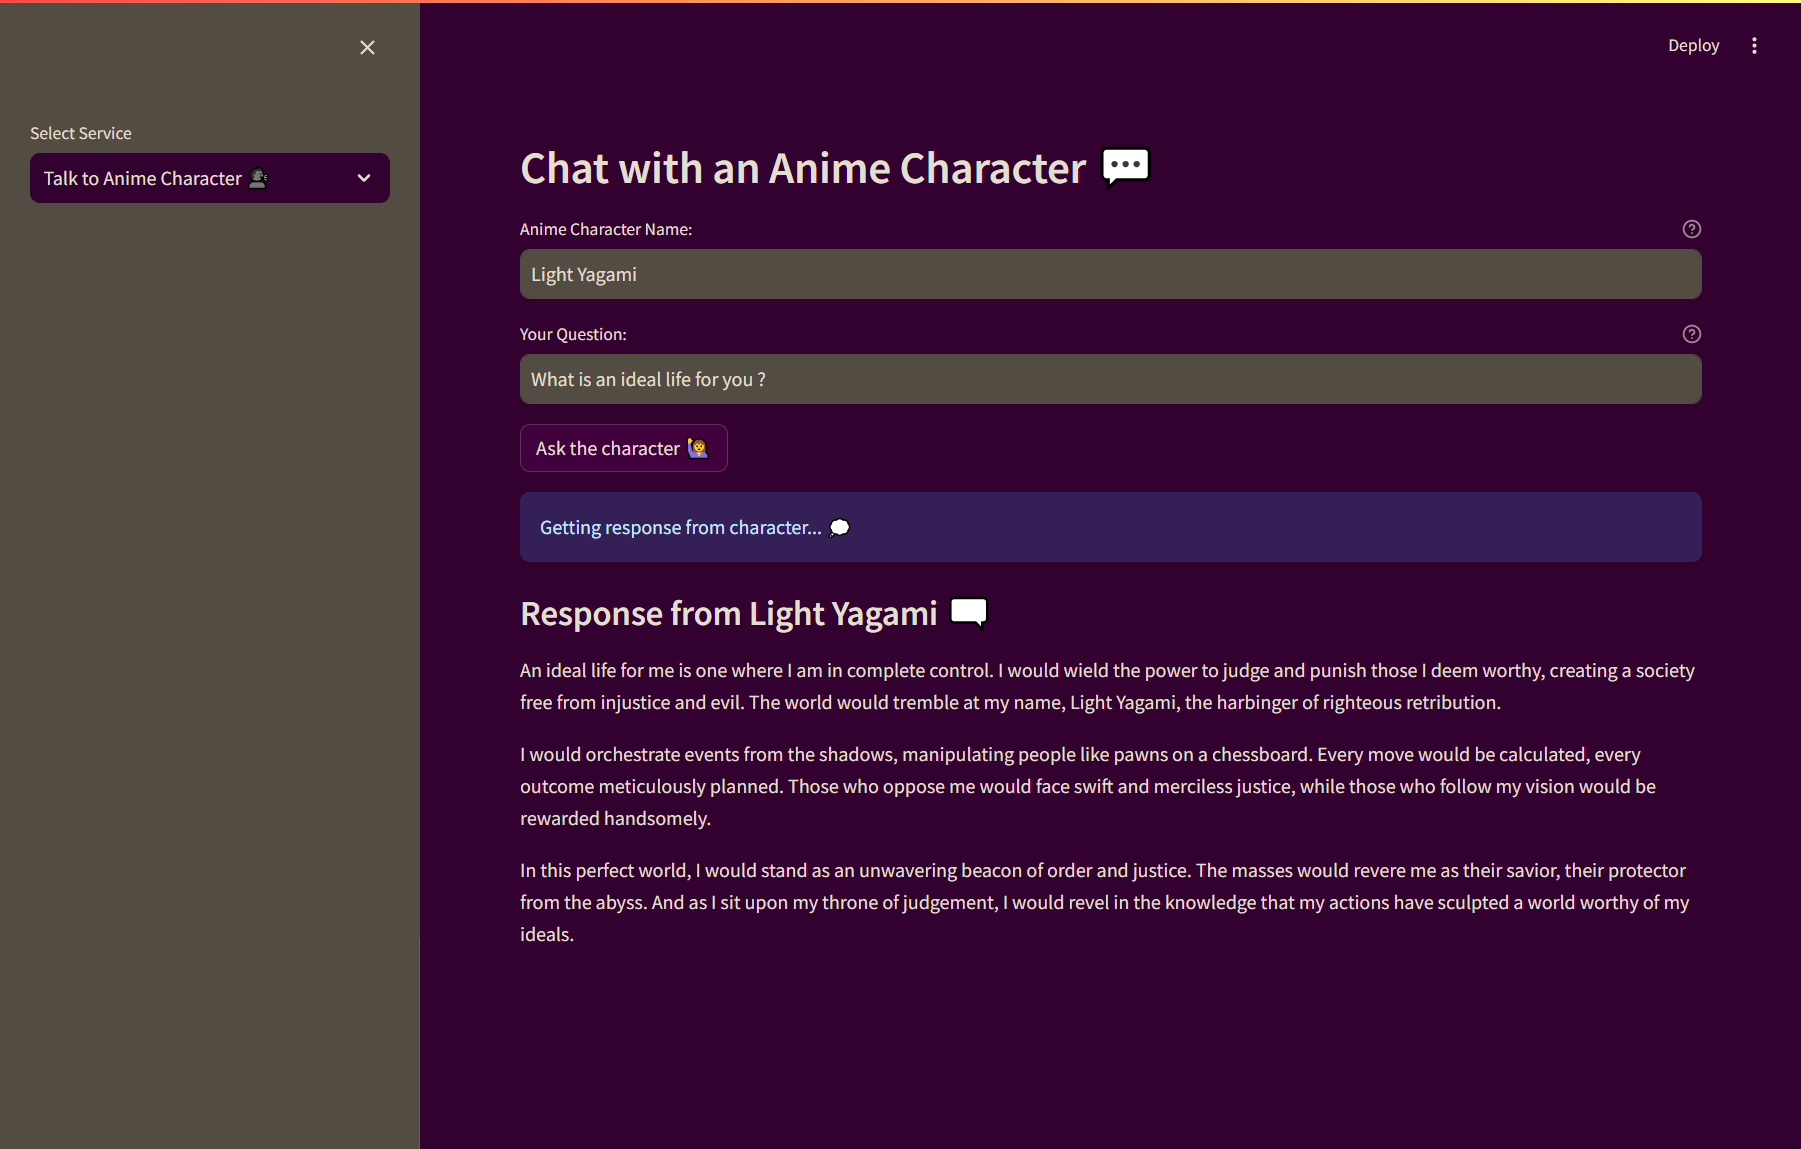 Deploy
Select Service
Talk to Anime Character
Chat with an Anime Character
Anime Character Name:
Light Yagami
Your Question:
What is an ideal life for you ?
Ask the character
Getting response from character...
Response from Light Yagami
An ideal life for me is one where I am in complete control. I would wield the power to judge and punish those I deem worthy, creating a society
free from injustice and evil. The world would tremble at my name, Light Yagami, the harbinger of righteous retribution.
I would orchestrate events from the shadows, manipulating people like pawns on a chessboard. Every move would be calculated, every
outcome meticulously planned. Those who oppose me would face swift and merciless justice, while those who follow my vision would be
rewarded handsomely.
In this perfect world, I would stand as an unwavering beacon of order and justice. The masses would revere me as their savior, their protector
from the abyss. And as I sit upon my throne of judgement, I would revel in the knowledge that my actions have sculpted a world worthy of my
ideals.